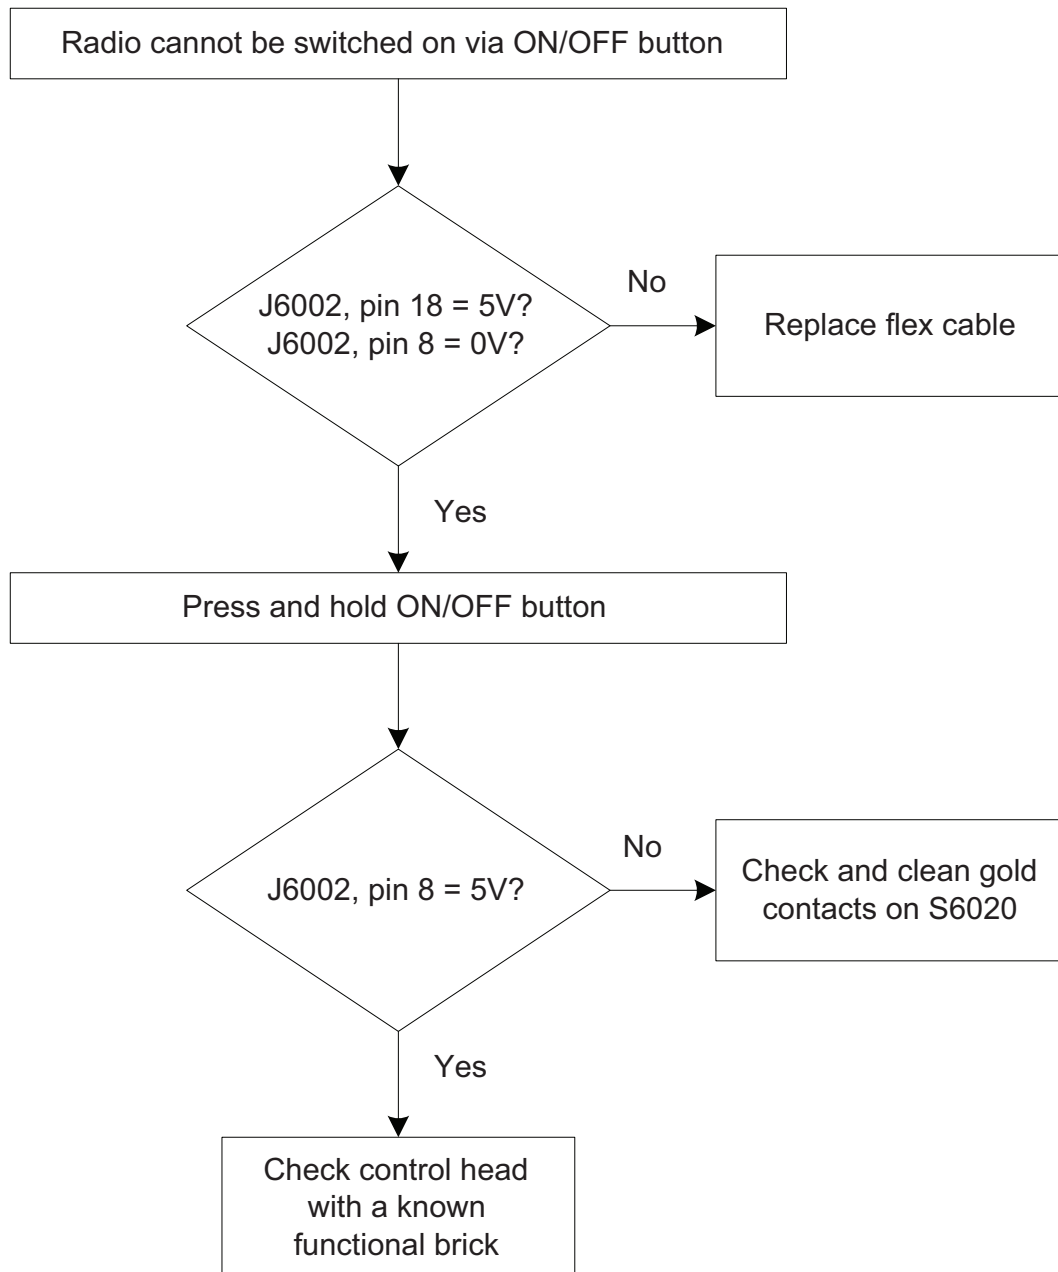 Radio cannot be switched on via ON/OFF button
J6002, pin 18 = 5V?
J6002, pin 8 = 0V?
No
Replace flex cable
Yes
Press and hold ON/OFF button
J6002, pin 8 = 5V?
No
Check and clean gold
contacts on S6020
Yes
Check control head
with a known
functional brick